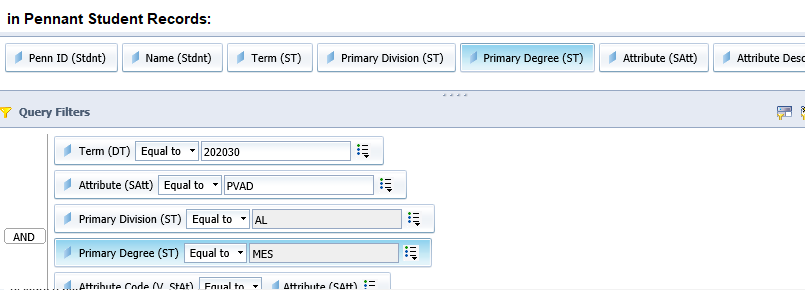 in Pennant Student Records:
Penn ID (Stdnt) Name (Stdnt) Term (ST) Primary Division (ST) Primary Degree (ST) Attribute (SAtt) Attribute Desc
Query Filters
Term (DT) Equal to 202030
Attribute (SAtt) Equal to PVAD
Primary Division (ST) Equal to AL
AND
Primary Degree (ST) Equal to MES
Attribute Code (V_StAt) Equal to Attribute (SAtt)